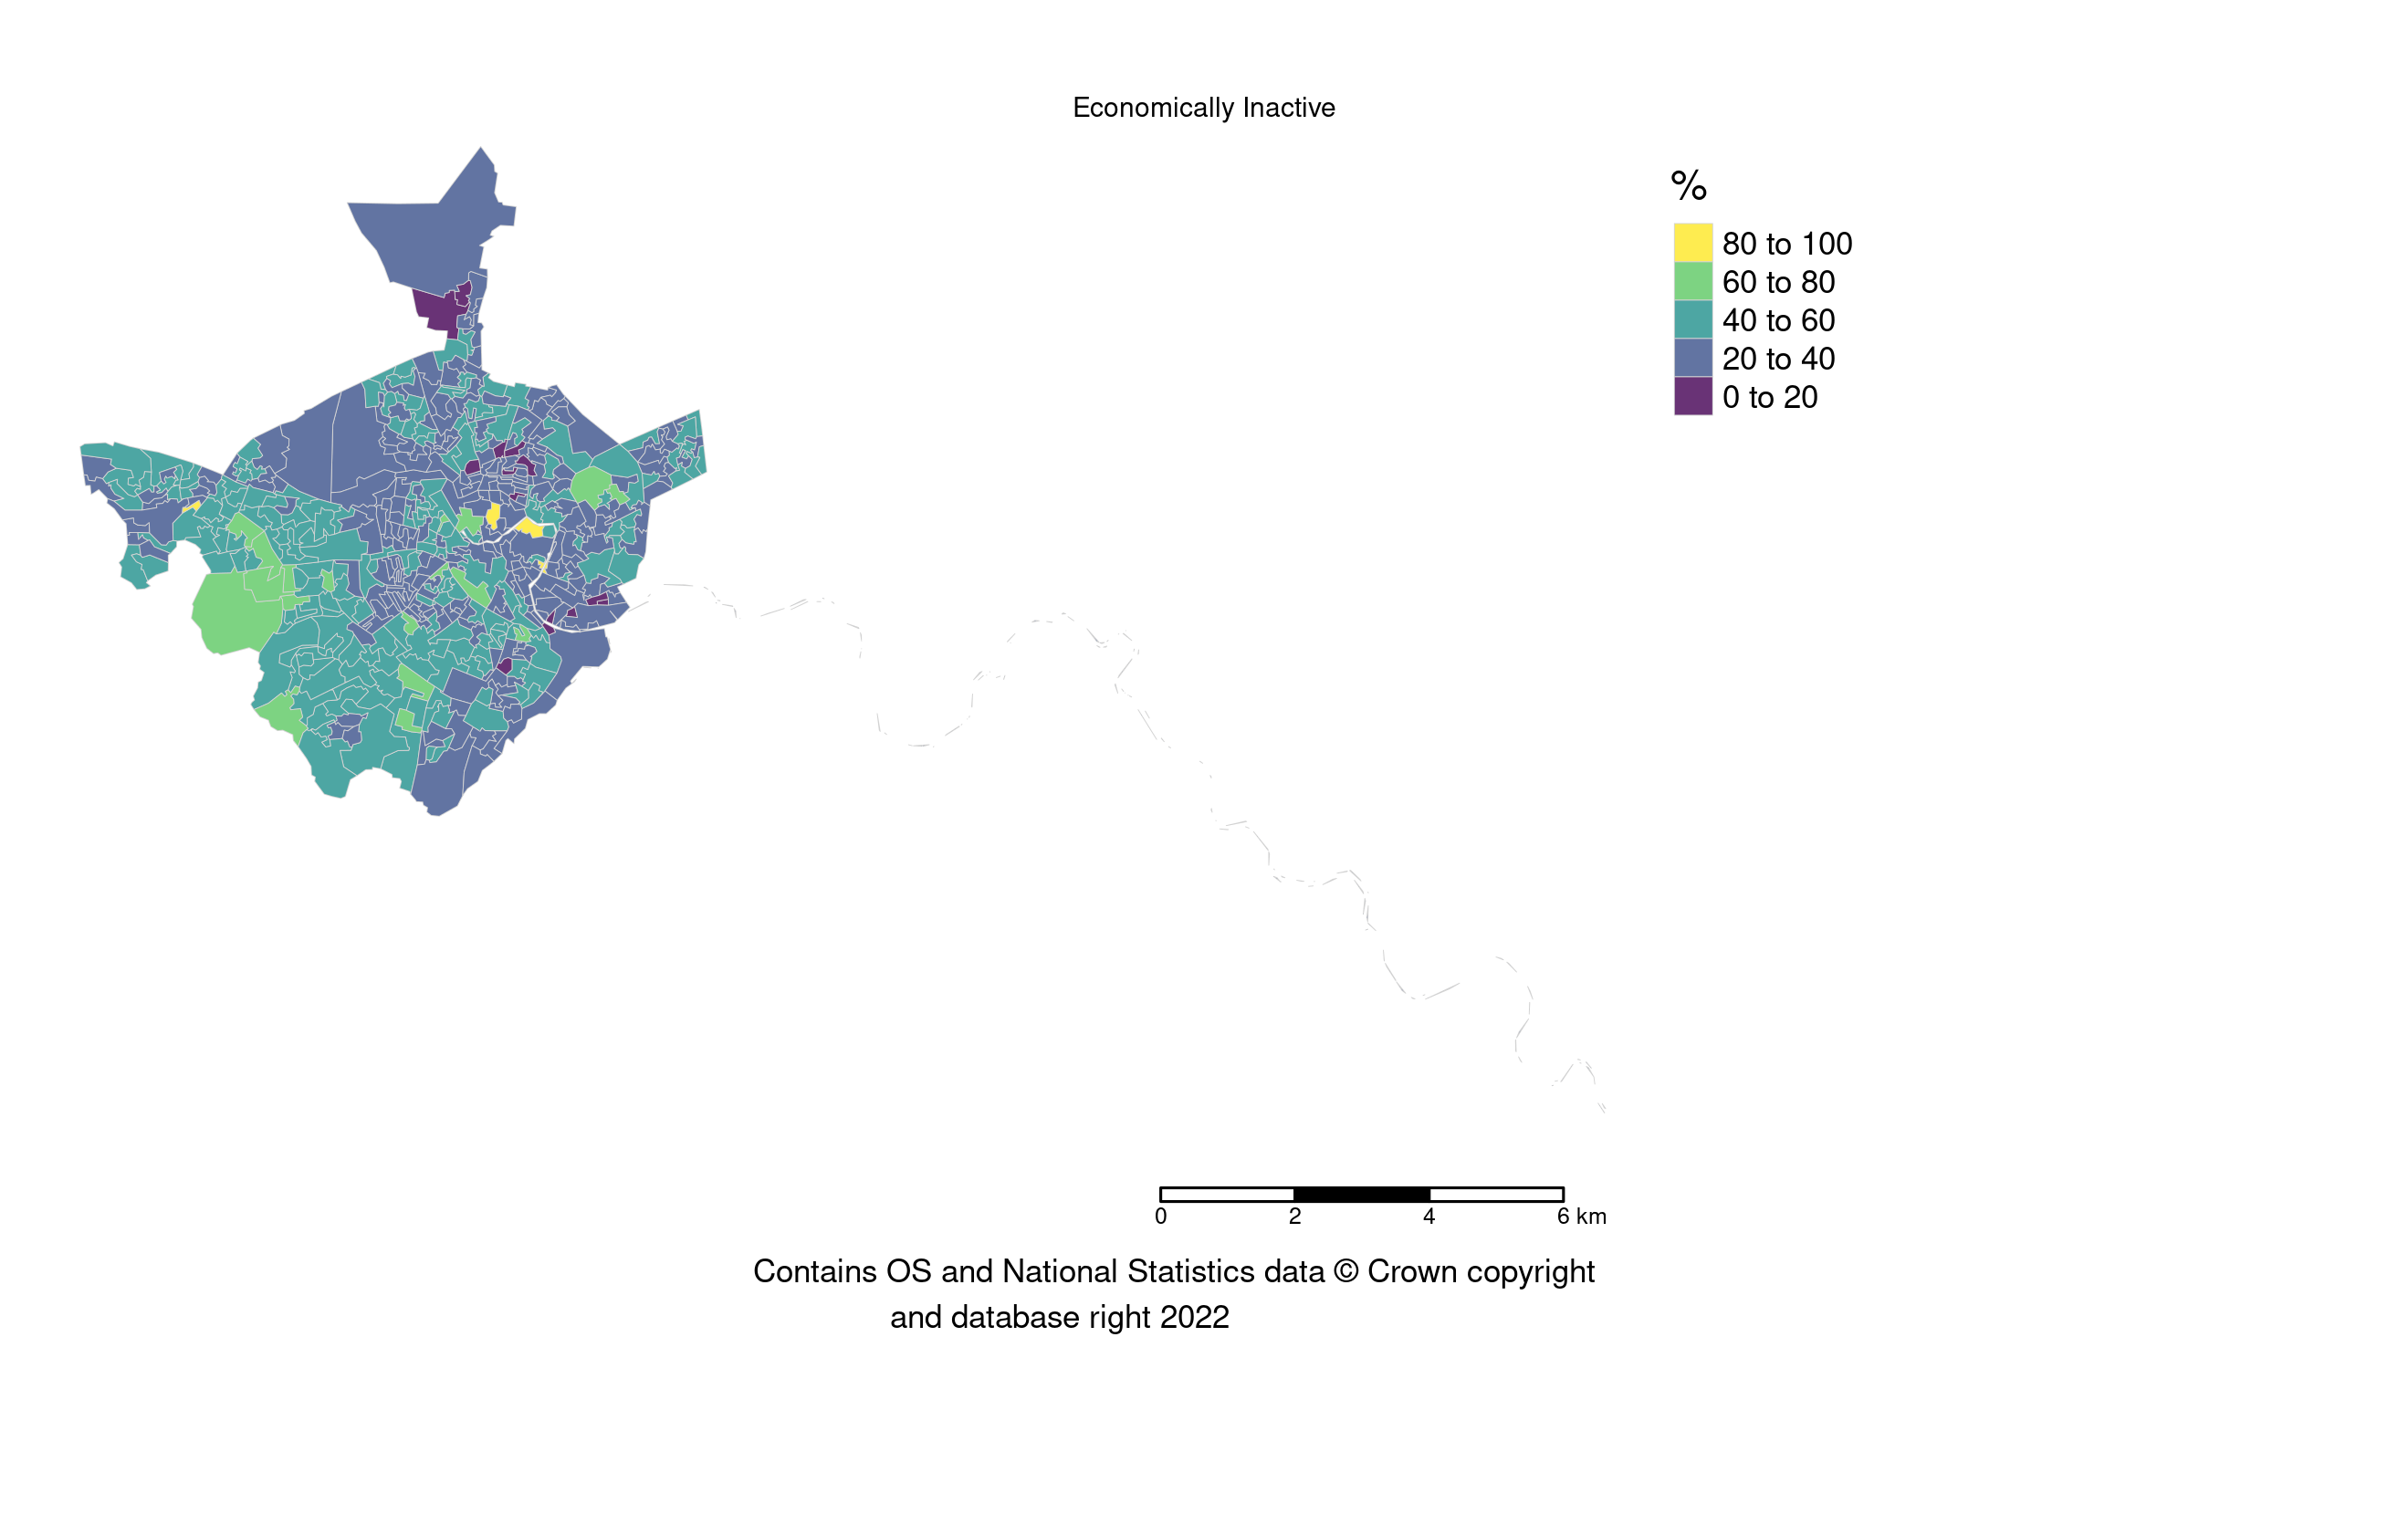 Economically Inactive
%
80 to 100
60 to 80
40 to 60
20 to 40
0 to 20
0 2 4 6 km
Contains OS and National Statistics data © Crown copyright
and database right 2022